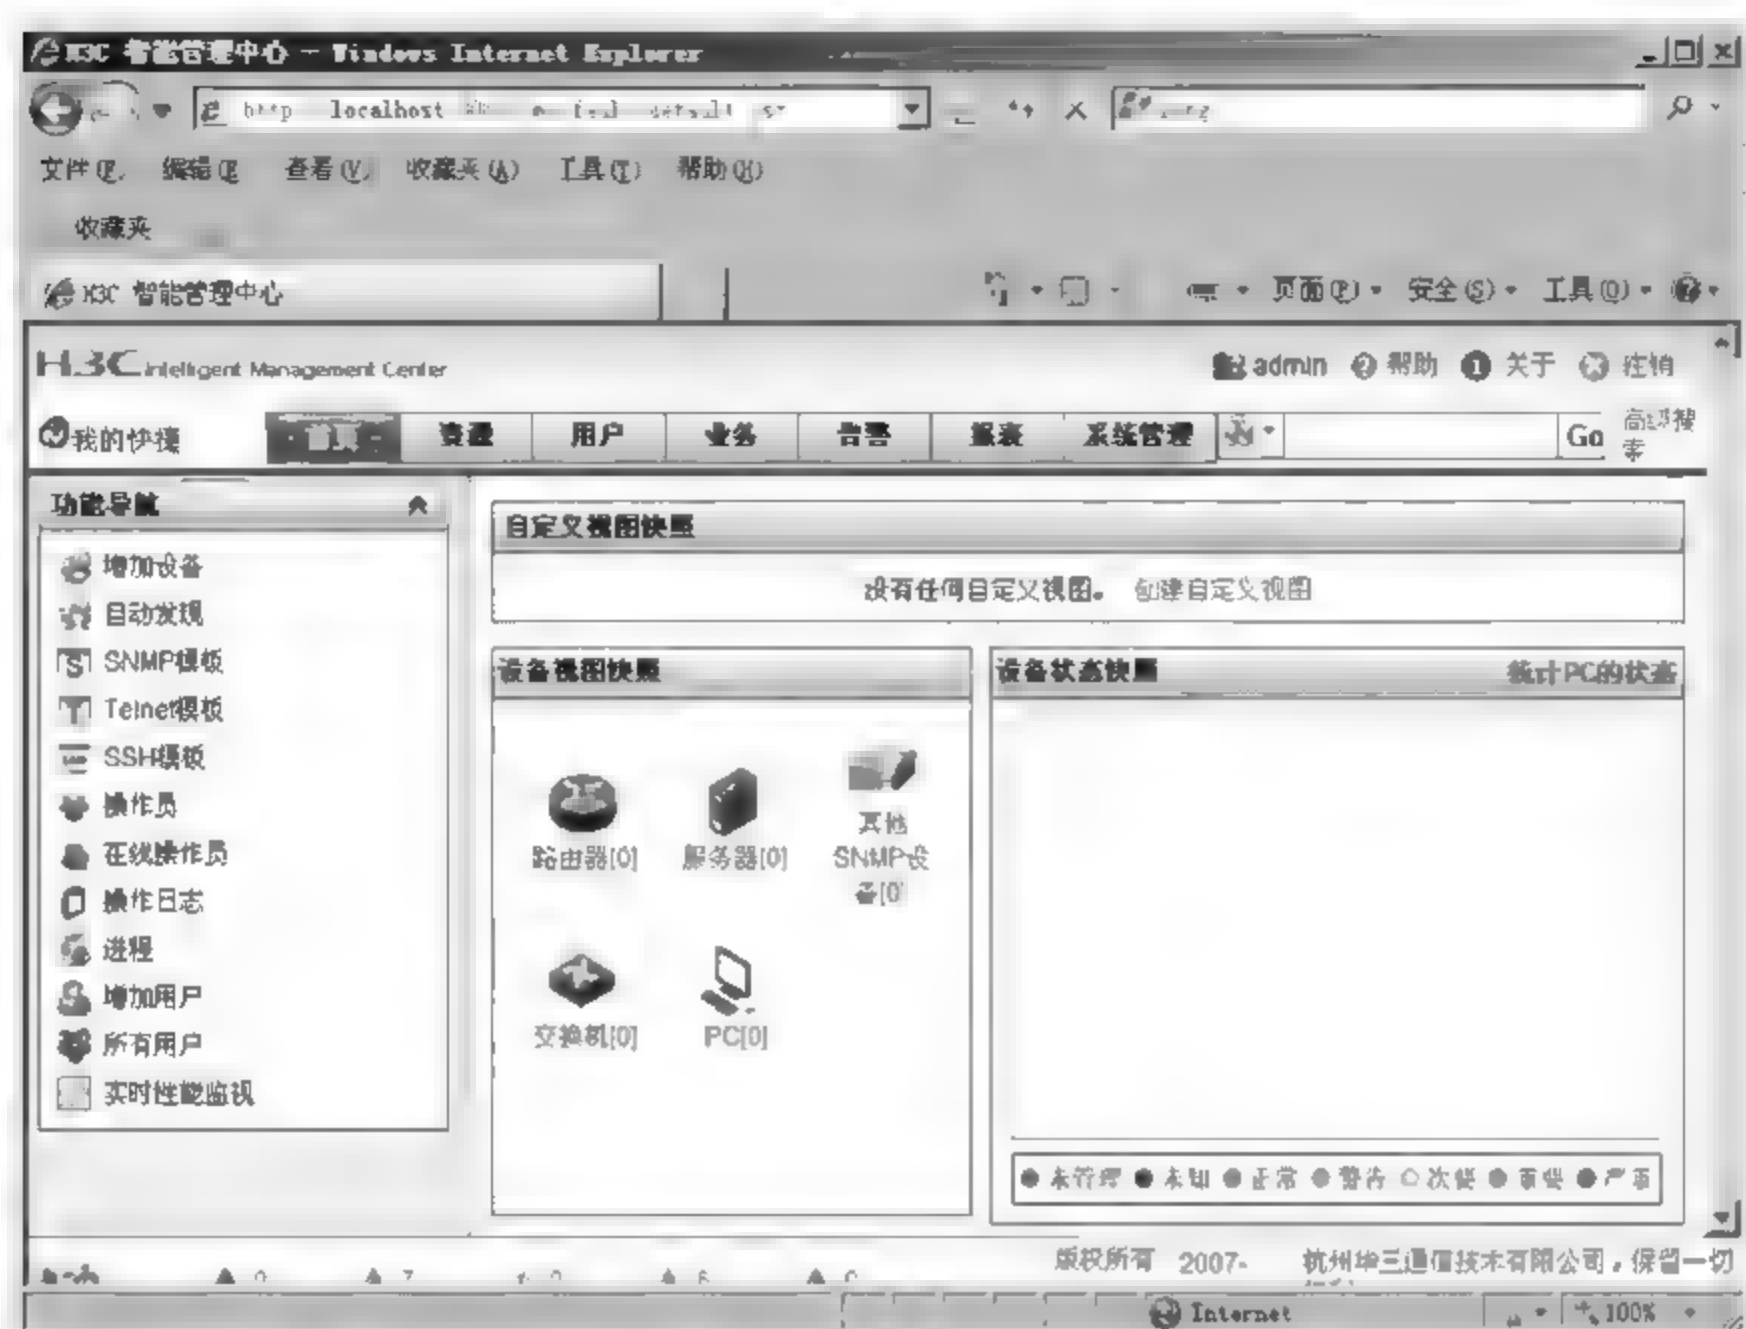 H3C 智能管理中心 - Windows Internet Explorer
http localhost
文件(F) 编辑(E) 查看(V) 收藏夹(A) 工具(T) 帮助(H)
收藏夹
H3C 智能管理中心 页面(P) 安全(S) 工具(O)
H3C Intelligent Management Center admin 帮助 关于 注销
我的快捷 首页 资源 用户 业务 告警 报表 系统管理 Go 高级搜
索
功能导航
增加设备
自动发现
SNMP模板
Telnet模板
SSH模板
操作员
在线操作员
操作日志
进程
增加用户
所有用户
实时性能监视
自定义视图快照
没有任何自定义视图。 创建自定义视图
设备视图快照
路由器[0] 服务器[0] 其他
SNMP设
备[0]
交换机[0] PC[0]
设备状态快照 统计PC的状态
未管理 未知 正常 警告 次要 重要 严重
版权所有 2007- 杭州华三通信技术有限公司，保留一切
Internet 100%